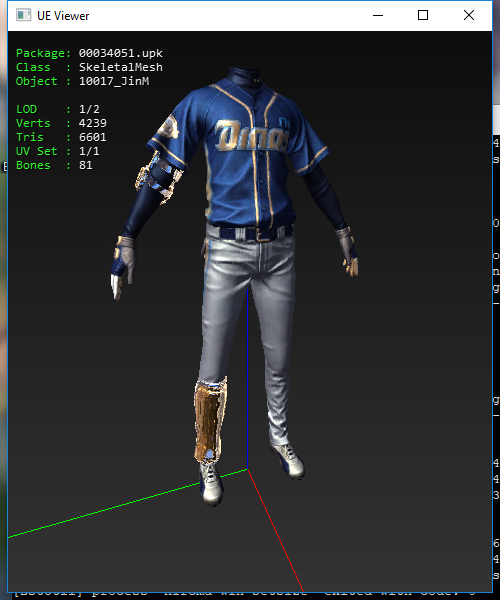 UE Viewer
Package: 00034051.upk
Class : SkeletalMesh
Object : 10017_JinM
LOD : 1/2
Verts : 4239
Tris : 6601
UV Set : 1/1
Bones : 81